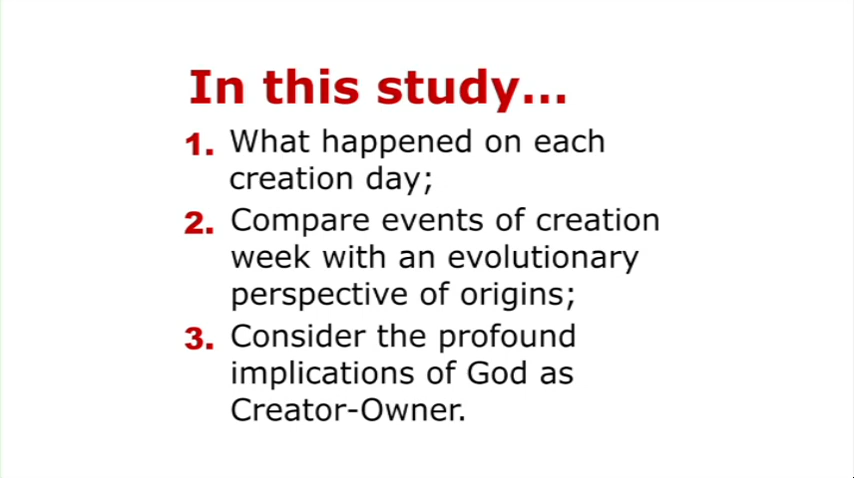 In this study...
1. What happened on each
creation day;
2. Compare events of creation
week with an evolutionary
perspective of origins;
3. Consider the profound
implications of God as
Creator-Owner.